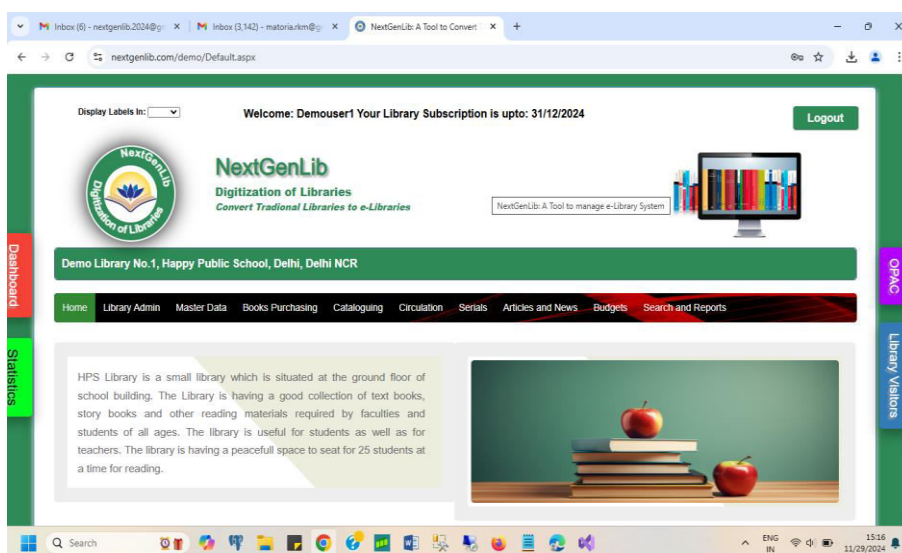 Inbox (6) - nextgenlib.2024@g
Inbox (3,142) - matoria.rkm@g
NextGenLib: A Tool to Convert
nextgenlib.com/demo/Default.aspx
Display Labels In:
Welcome: Demouser1 Your Library Subscription is upto: 31/12/2024
Logout
NextGenLib
Digitization of Libraries
NextGenLib
Digitization of Libraries
Convert Tradional Libraries to e-Libraries
NextGenLib: A Tool to manage e-Library System
Dashboard
Statistics
OPAC
Library Visitors
Demo Library No.1, Happy Public School, Delhi, Delhi NCR
Home Library Admin Master Data Books Purchasing Cataloguing Circulation Serials Articles and News Budgets Search and Reports
HPS Library is a small library which is situated at the ground floor of
school building. The Library is having a good collection of text books,
story books and other reading materials required by faculties and
students of all ages. The library is useful for students as well as for
teachers. The library is having a peacefull space to seat for 25 students at
a time for reading.
Search
ENG
IN
15:16
11/29/2024